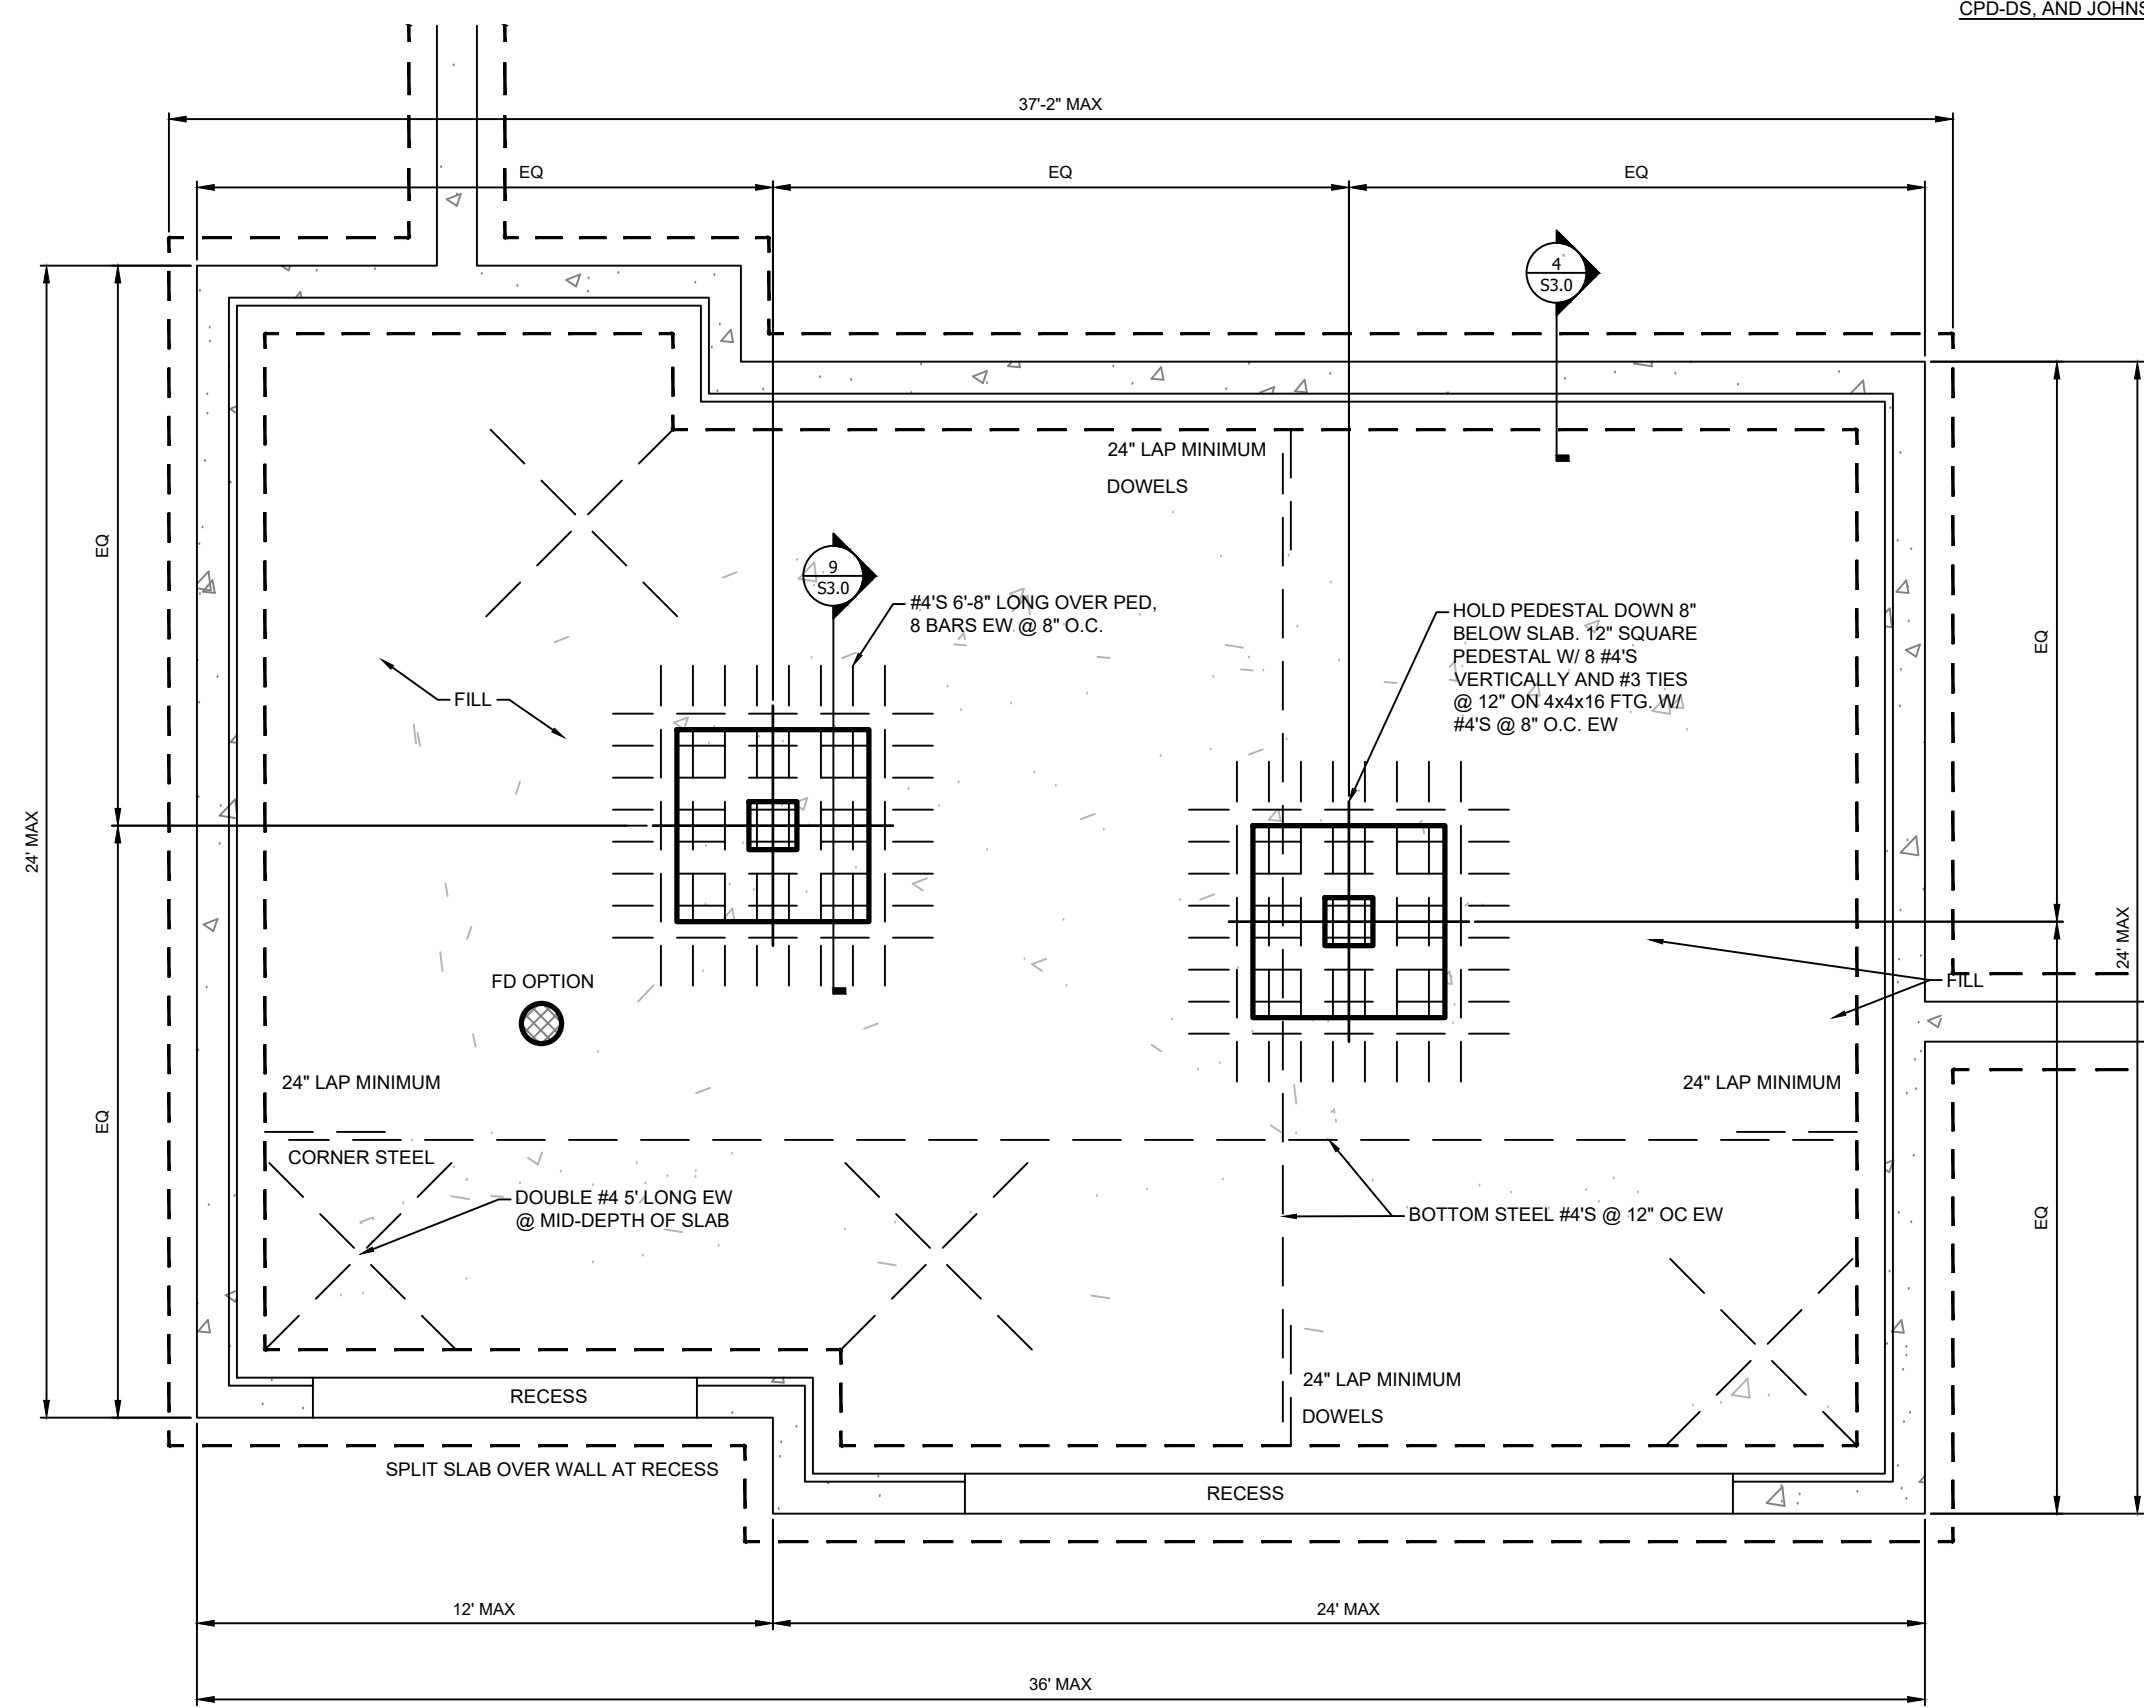 CPD-DS, AND JOHNS
37'-2" MAX
EQ
EQ
EQ
4
S3.0
24" LAP MINIMUM
DOWELS
EQ
9
S3.0
#4'S 6'-8" LONG OVER PED,
8 BARS EW @ 8" O.C.
HOLD PEDESTAL DOWN 8"
BELOW SLAB. 12" SQUARE
PEDESTAL W/ 8 #4'S
VERTICALLY AND #3 TIES
@ 12" ON 4x4x16 FTG. W/
#4'S @ 8" O.C. EW
EQ
FILL
24' MAX
24' MAX
FD OPTION
FILL
24" LAP MINIMUM
24" LAP MINIMUM
EQ
CORNER STEEL
DOUBLE #4 5' LONG EW
@ MID-DEPTH OF SLAB
BOTTOM STEEL #4'S @ 12" OC EW
EQ
24" LAP MINIMUM
DOWELS
RECESS
SPLIT SLAB OVER WALL AT RECESS
RECESS
12' MAX
24' MAX
36' MAX